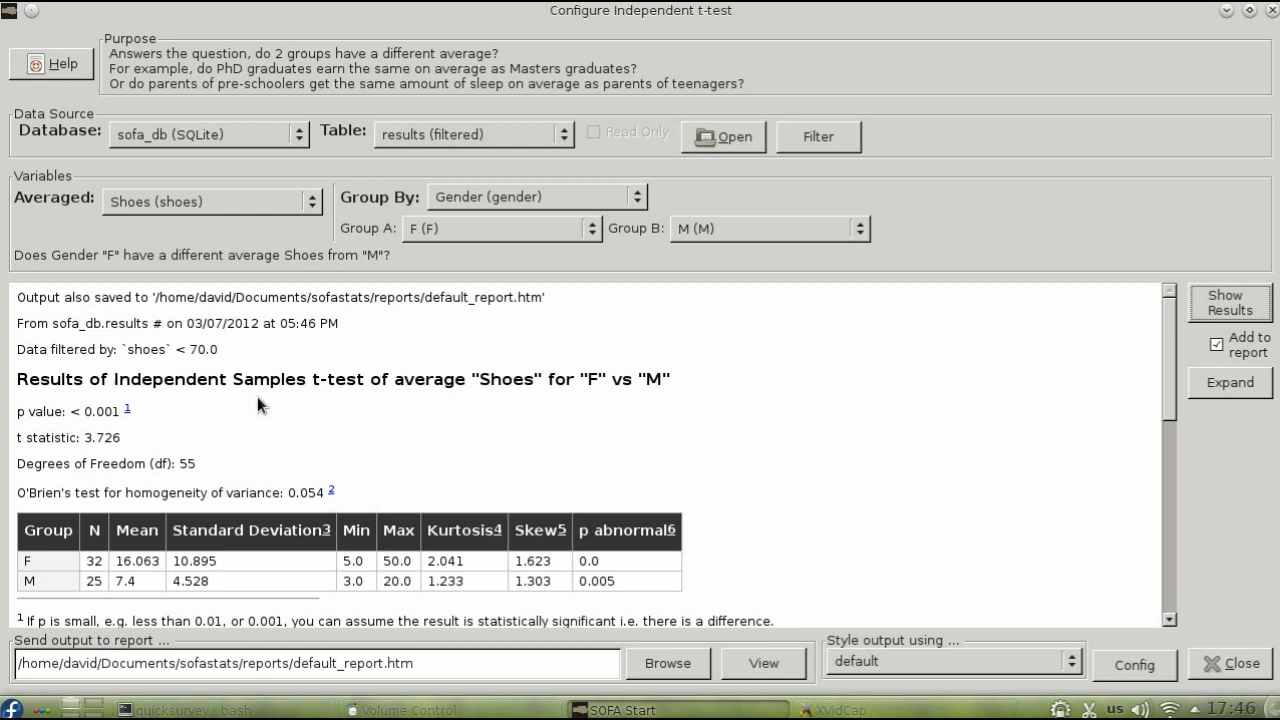 Configure Independent t-test
Purpose
Help
Answers the question, do 2 groups have a different average?
For example, do PhD graduates earn the same on average as Masters graduates?
Or do parents of pre-schoolers get the same amount of sleep on average as parents of teenagers?
Data Source
Database: sofa_db (SQLite) Table: results (filtered) Read Only Open Filter
Variables
Averaged: Shoes (shoes) Group By: Gender (gender)
Group A: F (F) Group B: M (M)
Does Gender "F" have a different average Shoes from "M"?
Output also saved to '/home/david/Documents/sofastats/reports/default_report.htm'
From sofa_db.results # on 03/07/2012 at 05:46 PM
Data filtered by: `shoes` < 70.0
Results of Independent Samples t-test of average "Shoes" for "F" vs "M"
p value: < 0.001 1
t statistic: 3.726
Degrees of Freedom (df): 55
O'Brien's test for homogeneity of variance: 0.054 2
Group N Mean Standard Deviation3 Min Max Kurtosis4 Skew5 p abnormal6
F 32 16.063 10.895 5.0 50.0 2.041 1.623 0.0
M 25 7.4 4.528 3.0 20.0 1.233 1.303 0.005
1 If p is small, e.g. less than 0.01, or 0.001, you can assume the result is statistically significant i.e. there is a difference.
Show
Results
Add to
report
Expand
Send output to report ...
/home/david/Documents/sofastats/reports/default_report.htm Browse View
Style output using ...
default Config Close
quicksurvey : bash Volume Control SOFA Start XVidCap us 17:46